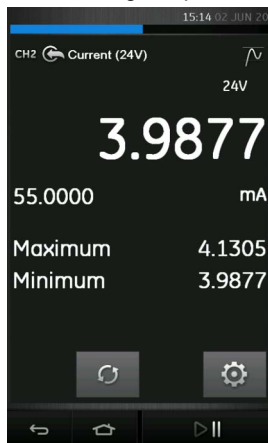 15:14 02 JUN 20
CH2 Current (24V)
24V
3.9877
55.0000 mA
Maximum 4.1305
Minimum 3.9877